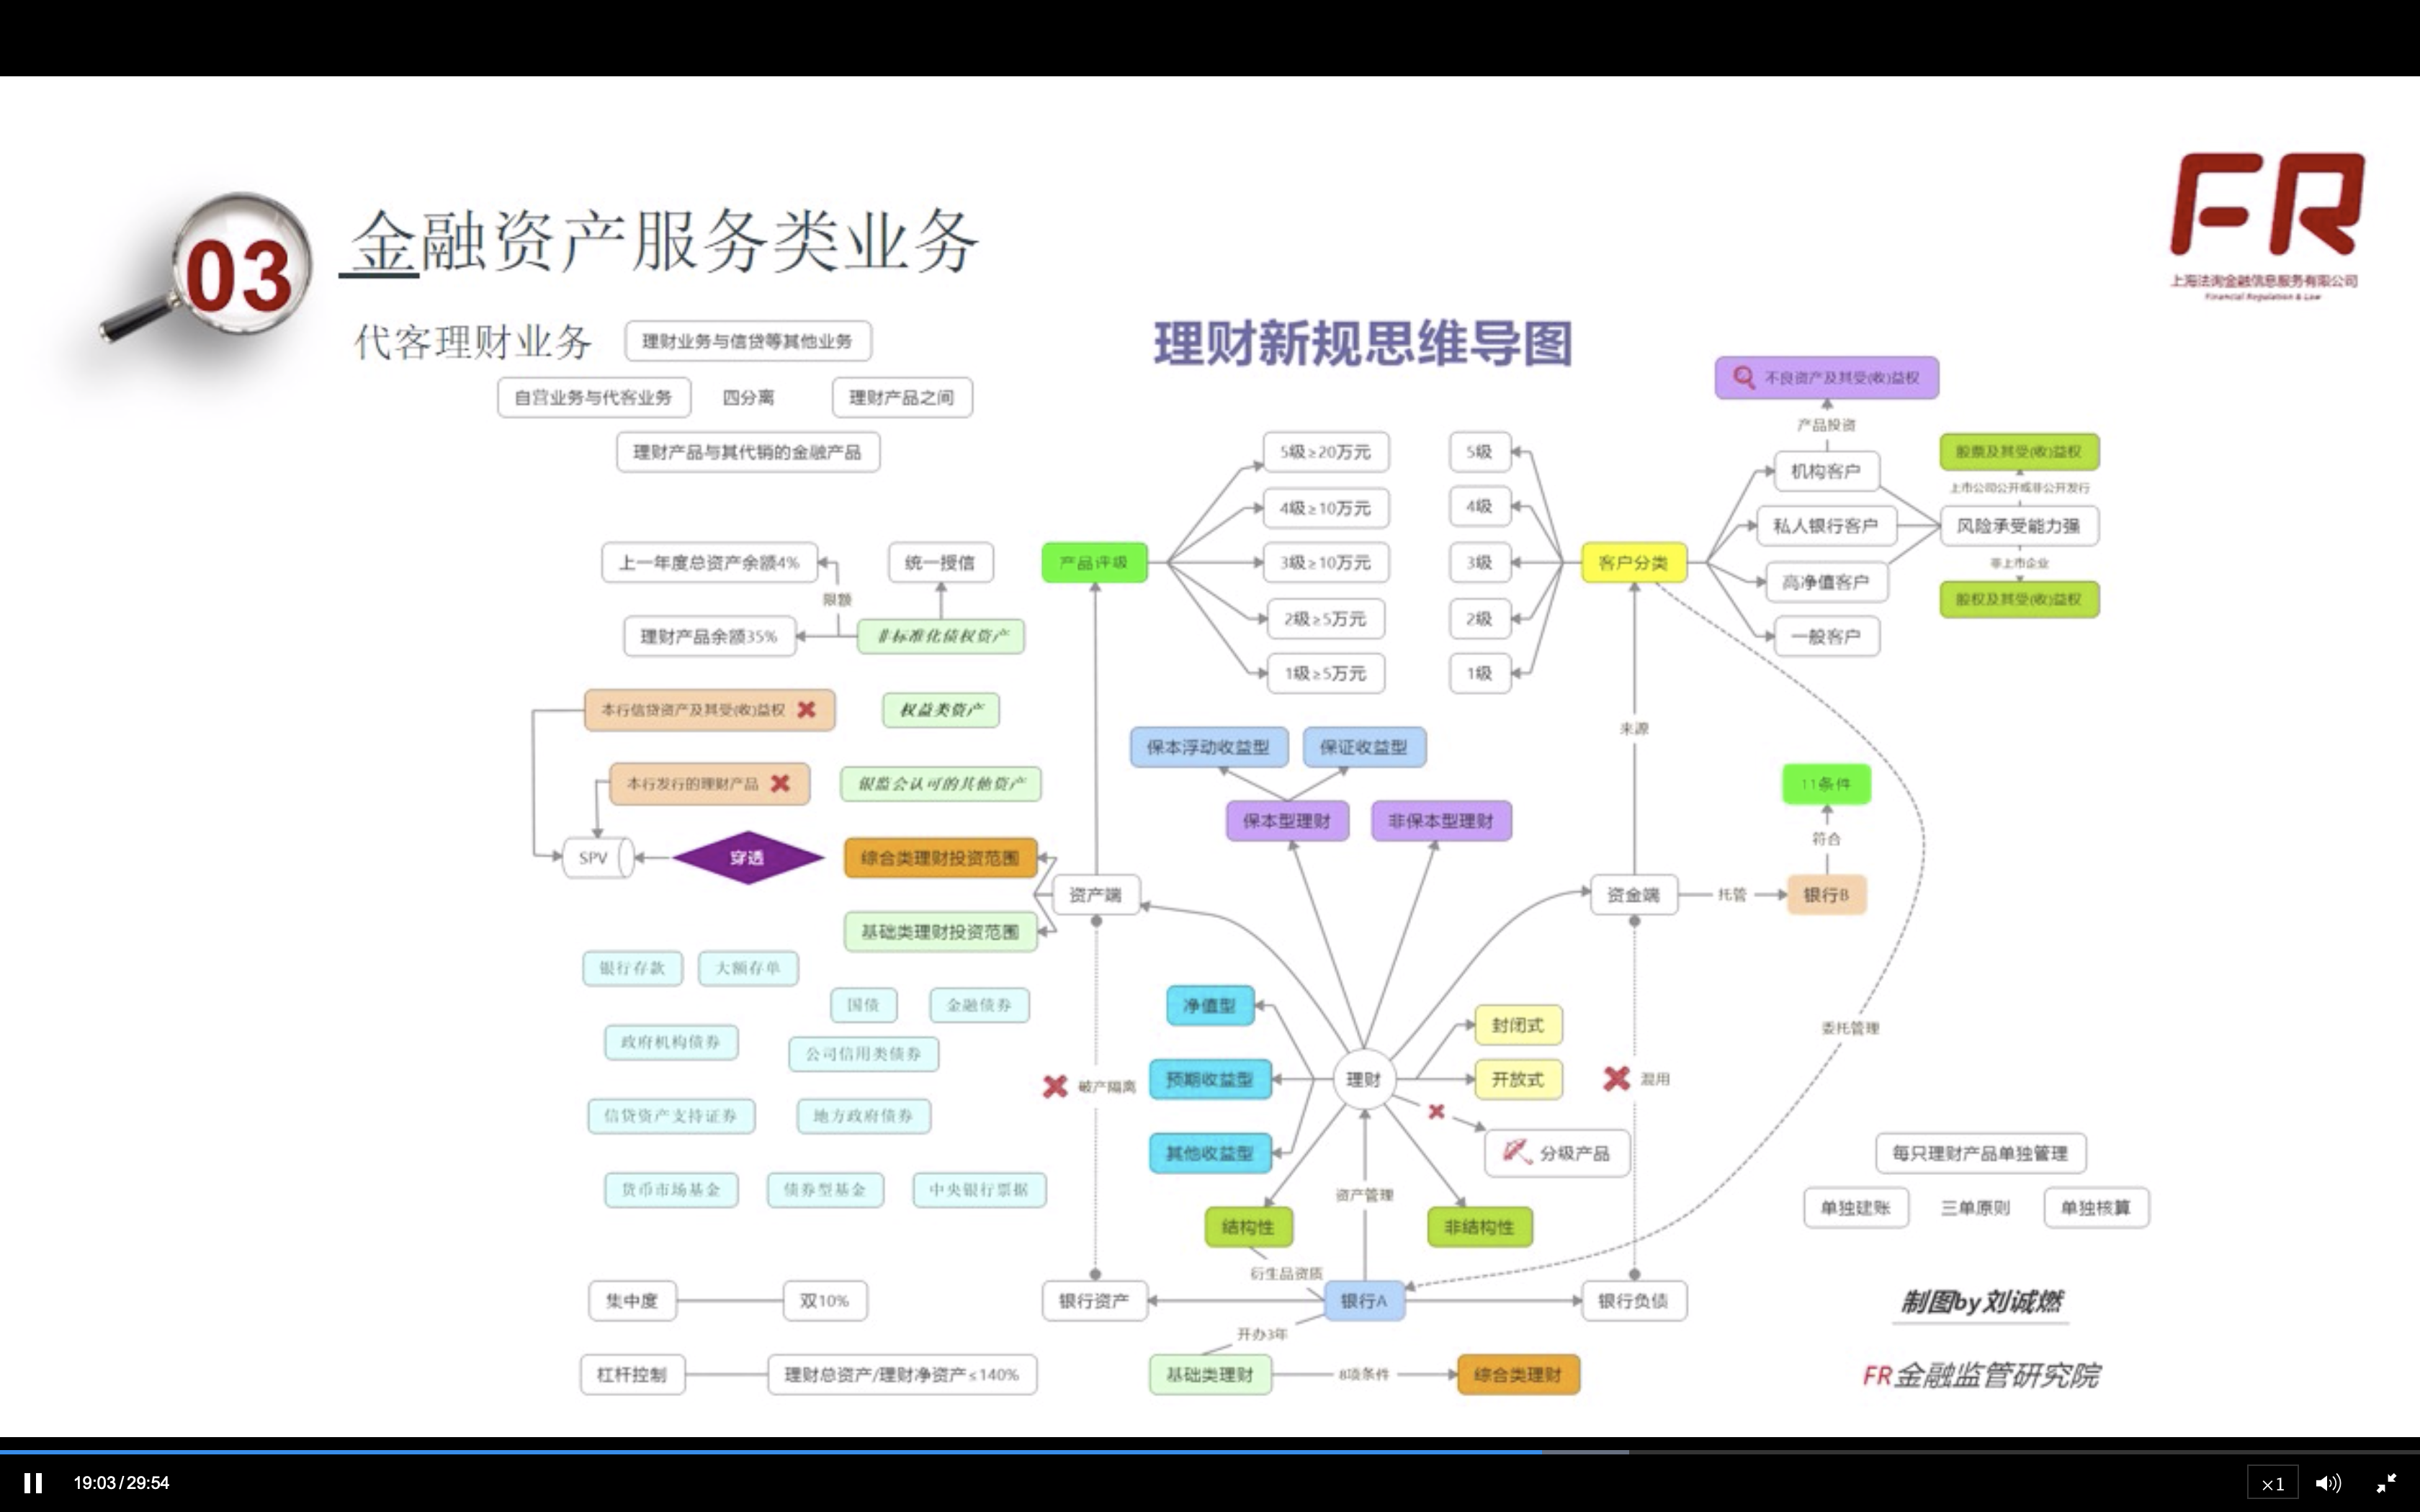 03
金融资产服务类业务
FR
上海法询金融信息服务有限公司
Financial Regulation & Law
代客理财业务
理财业务与信贷等其他业务
理财新规思维导图
自营业务与代客业务
四分离
理财产品之间
理财产品与其代销的金融产品
不良资产及其受(收)益权
产品投资
5级≥20万元
4级≥10万元
3级≥10万元
2级≥5万元
1级≥5万元
5级
4级
3级
2级
1级
产品评级
客户分类
机构客户
私人银行客户
高净值客户
一般客户
股票及其受(收)益权
上市公司公开或非公开发行
风险承受能力强
非上市企业
股权及其受(收)益权
上一年度总资产余额4%
统一授信
限额
理财产品余额35%
非标准化债权资产
本行信贷资产及其受(收)益权
权益类资产
本行发行的理财产品
银监会认可的其他资产
SPV
穿透
综合类理财投资范围
基础类理财投资范围
资产端
保本浮动收益型
保证收益型
保本型理财
非保本型理财
来源
资金端
托管
银行B
符合
11条件
银行存款
大额存单
国债
金融债券
政府机构债券
公司信用类债券
信贷资产支持证券
地方政府债券
货币市场基金
债券型基金
中央银行票据
破产隔离
净值型
预期收益型
其他收益型
理财
封闭式
开放式
分级产品
混用
委托管理
结构性
资产管理
非结构性
衍生品资质
每只理财产品单独管理
单独建账
三单原则
单独核算
集中度
双10%
银行资产
银行A
银行负债
开办3年
杠杆控制
理财总资产/理财净资产≤140%
基础类理财
8项条件
综合类理财
制图by刘诚燃
FR金融监管研究院
19:03/29:54
×1